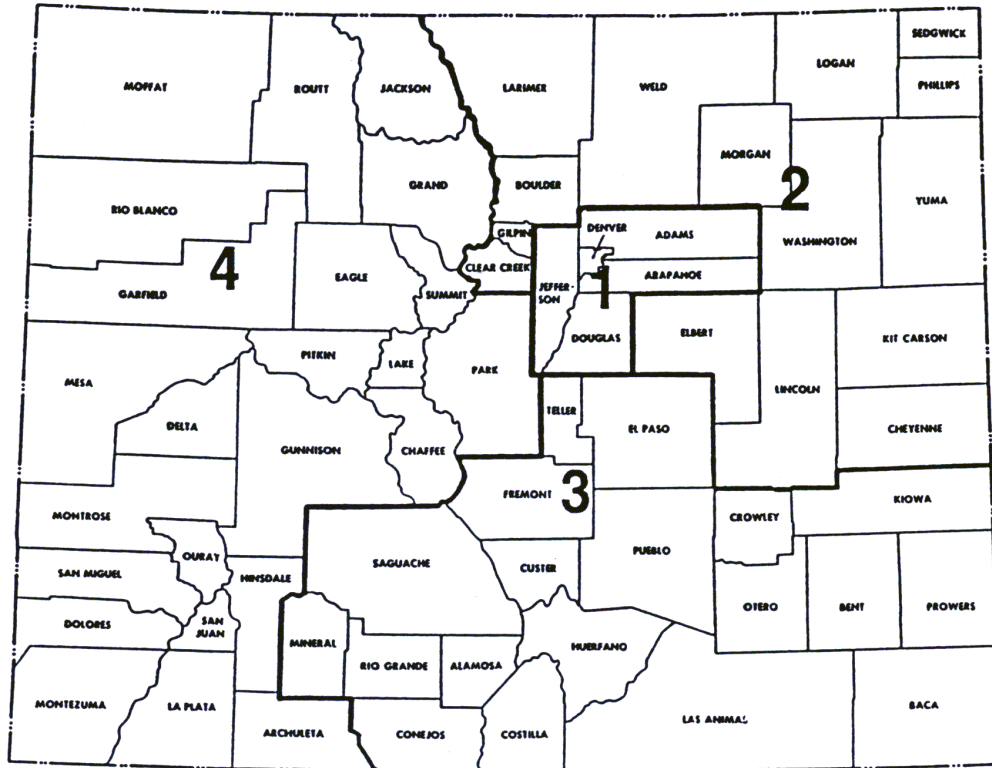 SEDGWICK
LOGAN
MOFFAT
ROUTT
JACKSON
LARIMER
WELD
PHILLIPS
MORGAN
GRAND
BOULDER
2
YUMA
RIO BLANCO
GILPIN
DENVER
ADAMS
WASHINGTON
4
EAGLE
CLEAR CREEK
ARAPAHOE
GARFIELD
SUMMIT
JEFFER-
SON
1
DOUGLAS
ELBERT
KIT CARSON
PITKIN
LAKE
PARK
MESA
LINCOLN
TELLER
DELTA
EL PASO
CHEYENNE
GUNNISON
CHAFFEE
FREMONT
3
KIOWA
MONTROSE
CROWLEY
OURAY
PUEBLO
SAGUACHE
CUSTER
SAN MIGUEL
HINSDALE
OTERO
BENT
PROWERS
DOLORES
SAN
JUAN
MINERAL
HUERFANO
RIO GRANDE
ALAMOSA
MONTEZUMA
LA PLATA
BACA
LAS ANIMAS
ARCHULETA
CONEJOS
COSTILLA